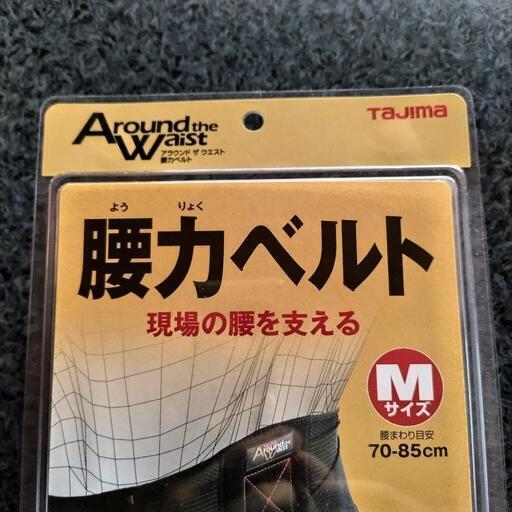 Around the
Waist
TAJIMA
アラウンド ザ ウエスト
腰力ベルト
よう りょく
腰力ベルト
現場の腰を支える
M
サイズ
腰まわり目安
70-85cm
Around the
Waist